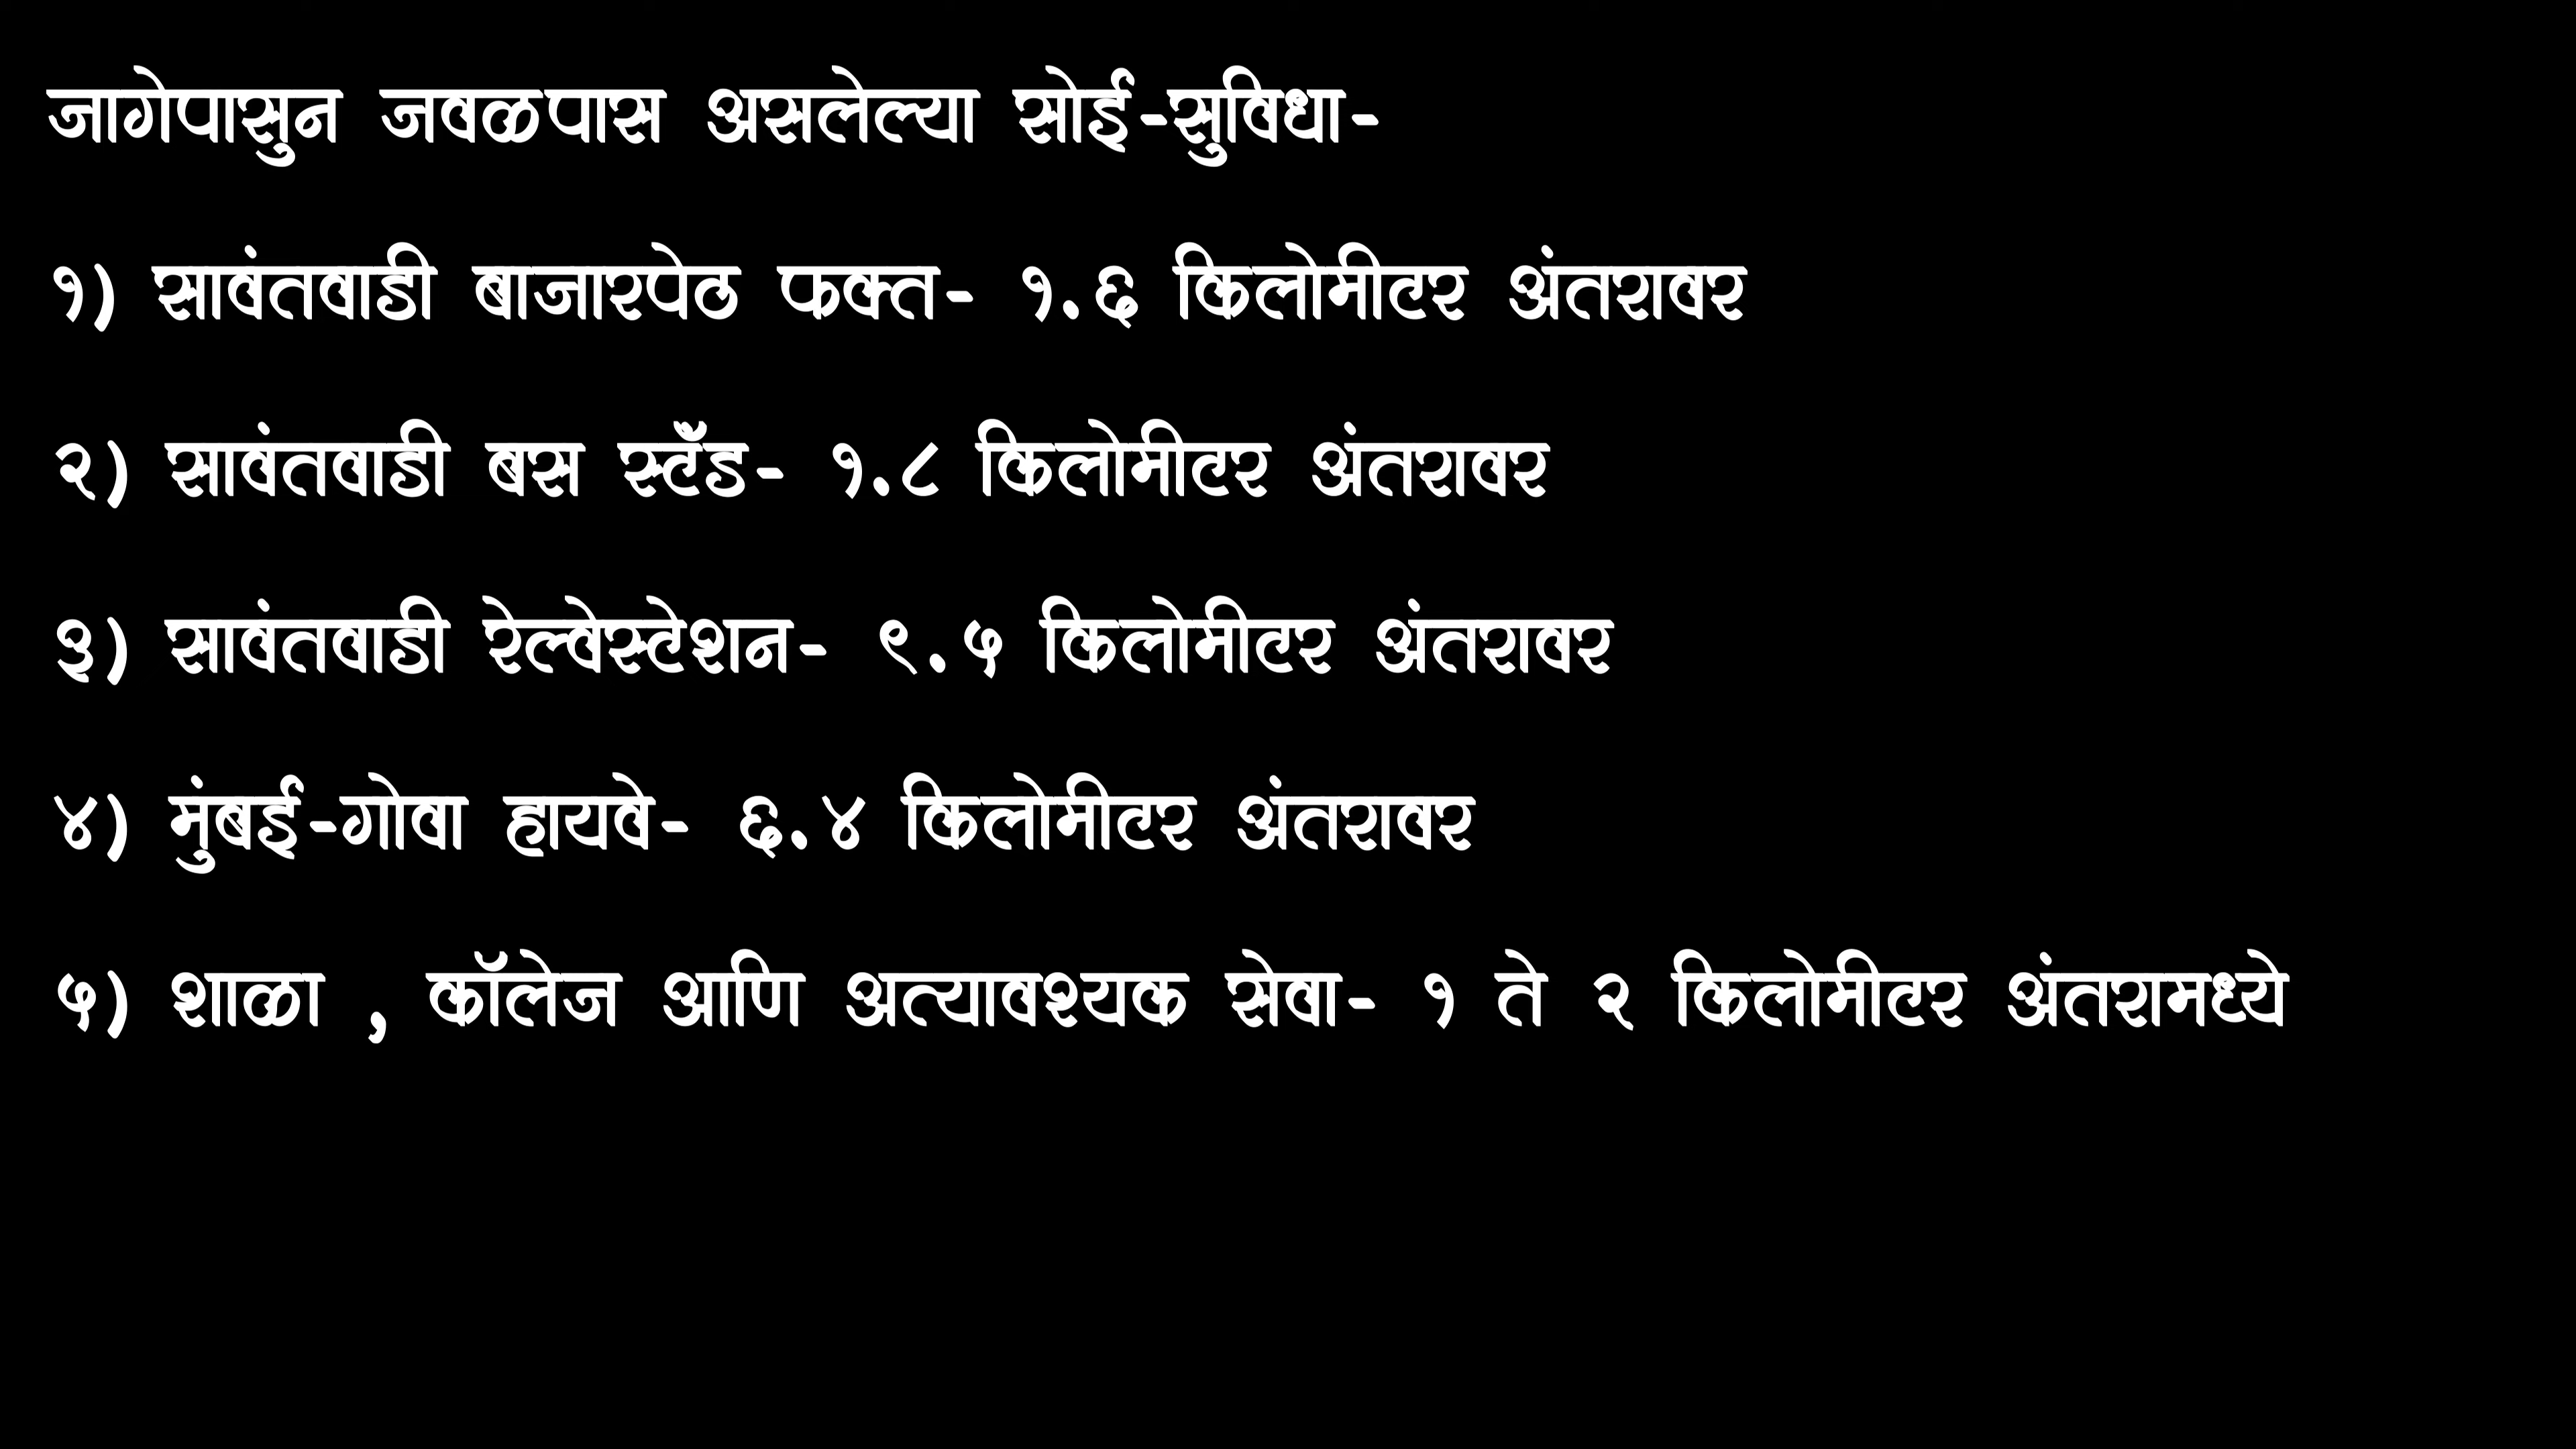 जागेपासुन जवळपास असलेल्या सोई-सुविधा-
१) सावंतवाडी बाजारपेठ फक्त- १.६ किलोमीटर अंतरावर
२) सावंतवाडी बस स्टँड- १.८ किलोमीटर अंतरावर
३) सावंतवाडी रेल्वेस्टेशन- ९.५ किलोमीटर अंतरावर
४) मुंबई-गोवा हायवे- ६.४ किलोमीटर अंतरावर
५) शाळा , कॉलेज आणि अत्यावश्यक सेवा- १ ते २ किलोमीटर अंतरामध्ये